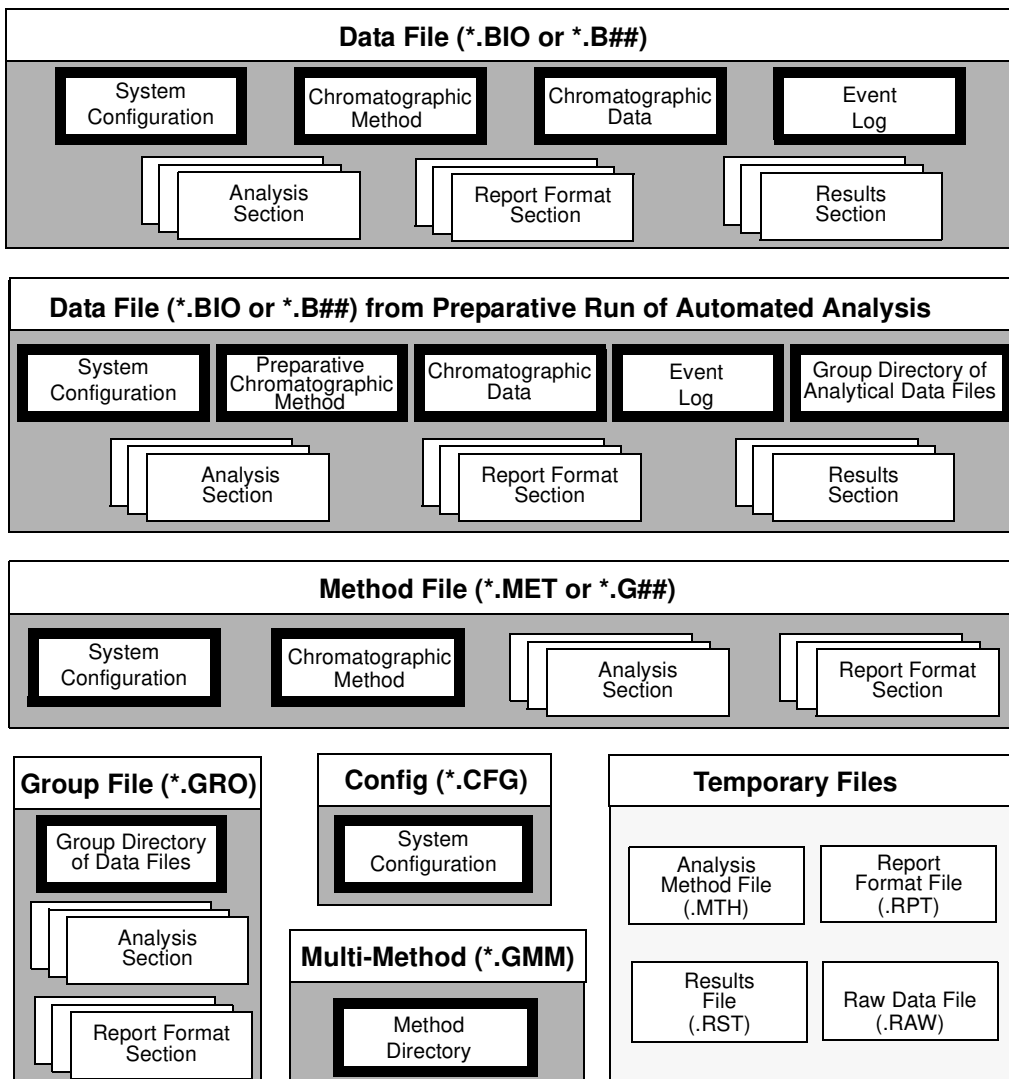 Data File (*.BIO or *.B##)
System
Configuration
Chromatographic
Method
Chromatographic
Data
Event
Log
Analysis
Section
Report Format
Section
Results
Section
Data File (*.BIO or *.B##) from Preparative Run of Automated Analysis
System
Configuration
Preparative
Chromatographic
Method
Chromatographic
Data
Event
Log
Group Directory of
Analytical Data Files
Analysis
Section
Report Format
Section
Results
Section
Method File (*.MET or *.G##)
System
Configuration
Chromatographic
Method
Analysis
Section
Report Format
Section
Group File (*.GRO)
Group Directory
of Data Files
Analysis
Section
Report Format
Section
Config (*.CFG)
System
Configuration
Multi-Method (*.GMM)
Method
Directory
Temporary Files
Analysis
Method File
(.MTH)
Report
Format File
(.RPT)
Results
File
(.RST)
Raw Data File
(.RAW)